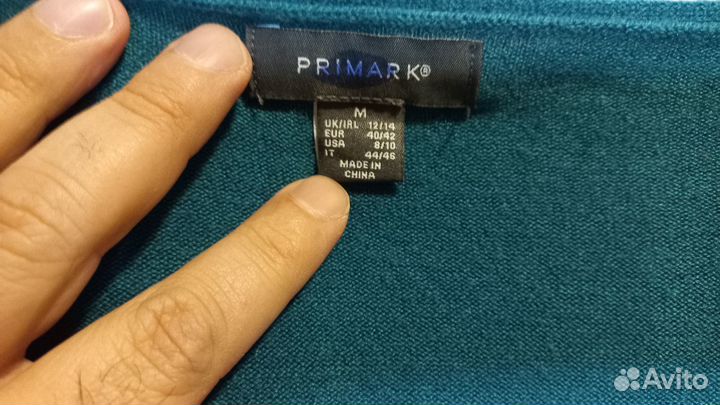 PRIMARK®
M
UK/IRL 12/14
EUR 40/42
USA 8/10
IT 44/46
MADE IN
CHINA
Avito